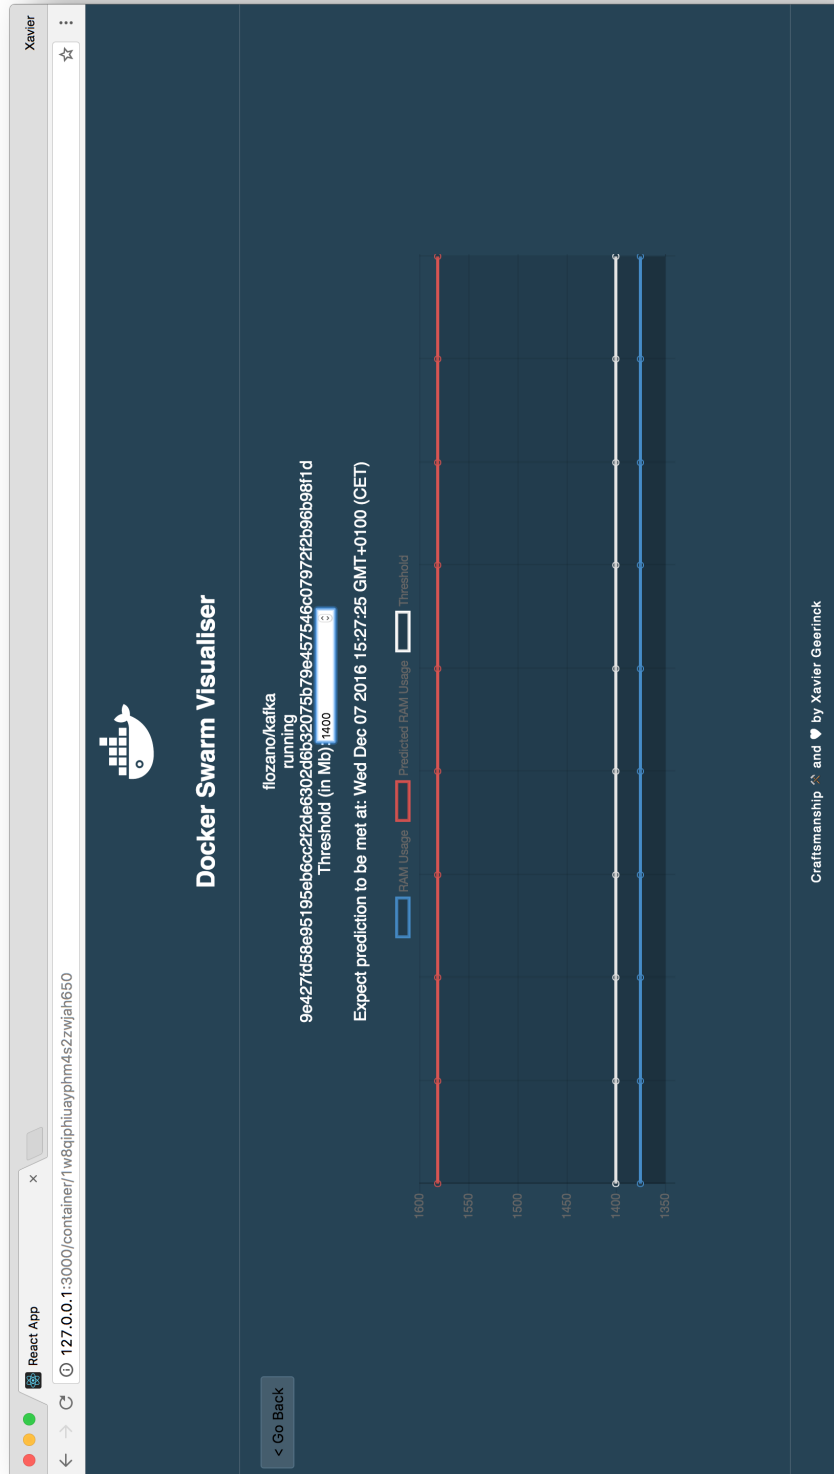 React App
Xavier
127.0.0.1:3000/container/1w8qiphiuayphm4s2zwjah650
Docker Swarm Visualiser
< Go Back
flozano/kafka
running
9e427fd58e95195eb6cc2f2de6302d6b32075b79e457546c07972f2b96b98f1d
Threshold (in Mb): 1400
Expect prediction to be met at: Wed Dec 07 2016 15:27:25 GMT+0100 (CET)
RAM Usage Predicted RAM Usage Threshold
1600
1550
1500
1450
1400
1350
Craftsmanship ⚒ and ♥ by Xavier Geerinck